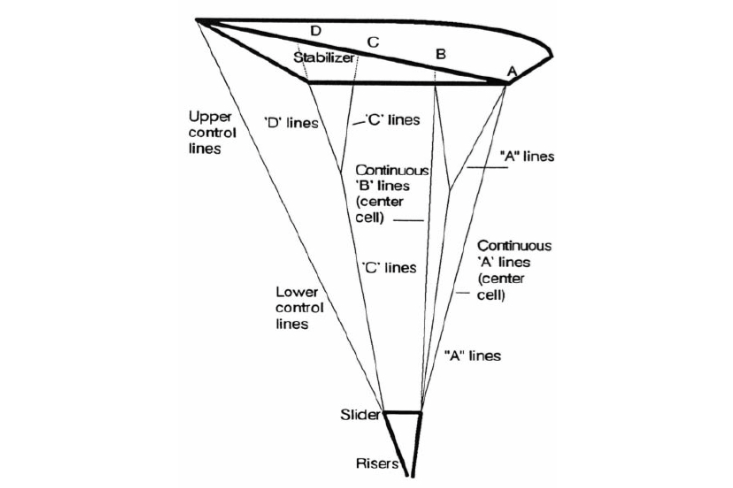 D
C
Stabilizer
B
A
Upper
control
lines
'D' lines
'C' lines
"A" lines
Continuous
'B' lines
(center
cell)
Continuous
'A' lines
(center
cell)
'C' lines
Lower
control
lines
"A" lines
Slider
Risers